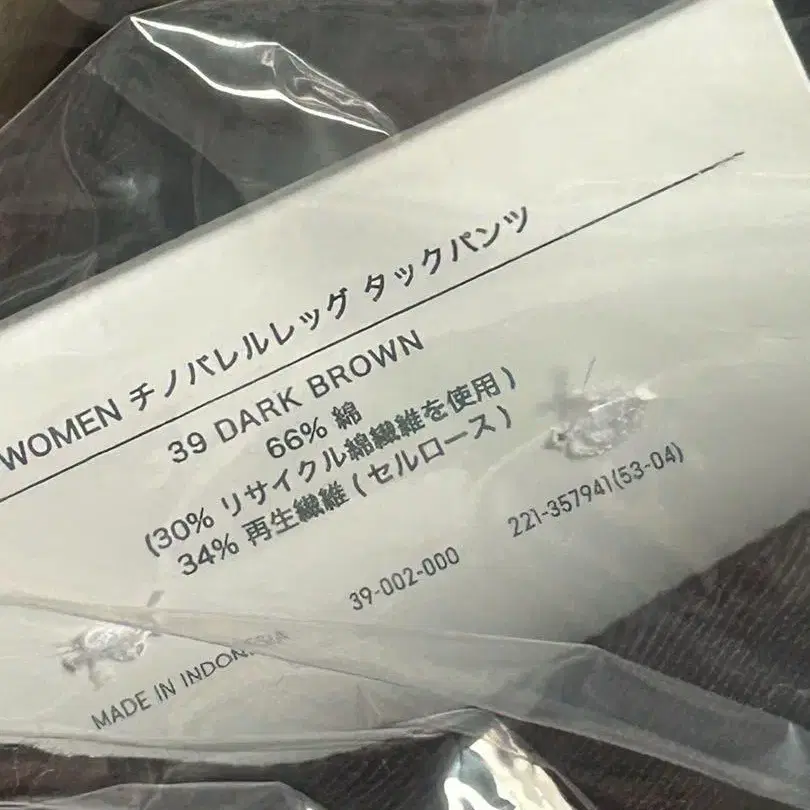 WOMEN チノバレルレッグ タックパンツ
39 DARK BROWN
66% 綿
(30% リサイクル綿繊維を使用)
34% 再生繊維(セルロース)
39-002-000 221-357941(53-04)
MADE IN INDONESIA